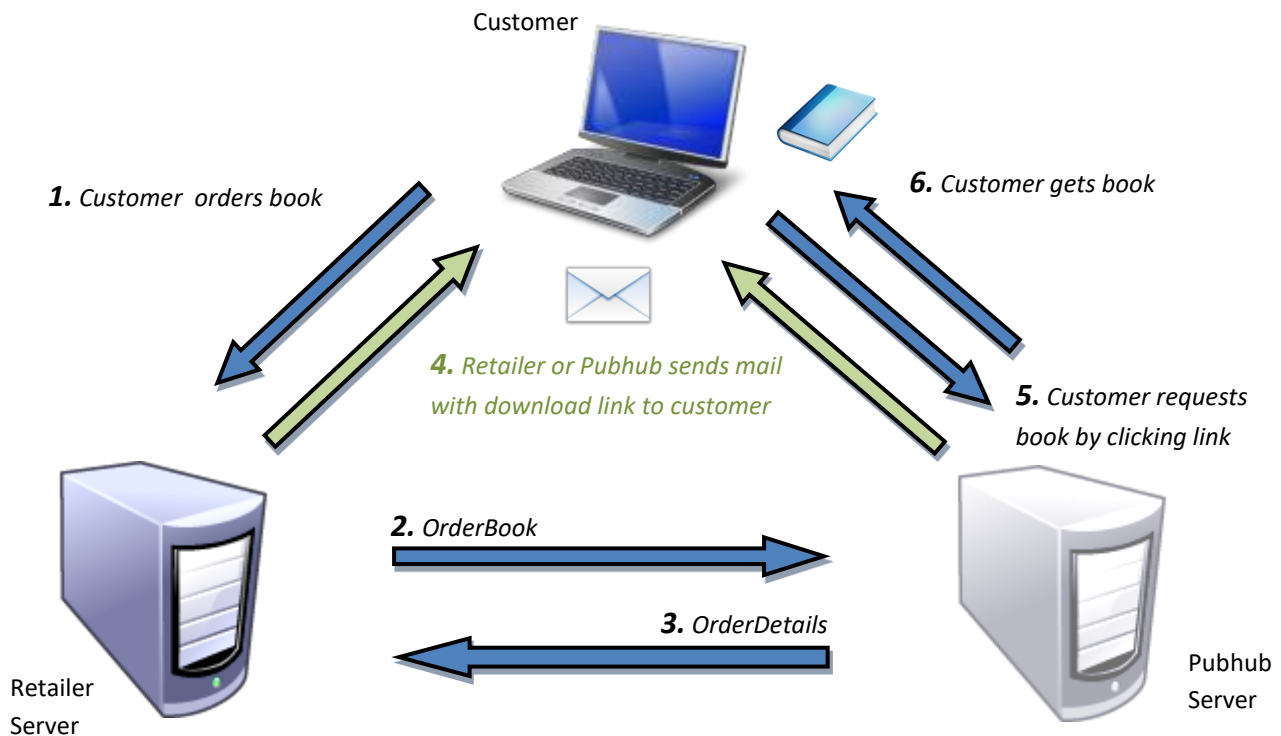 Customer
1. Customer orders book
6. Customer gets book
4. Retailer or Pubhub sends mail
with download link to customer
5. Customer requests
book by clicking link
2. OrderBook
3. OrderDetails
Retailer
Server
Pubhub
Server